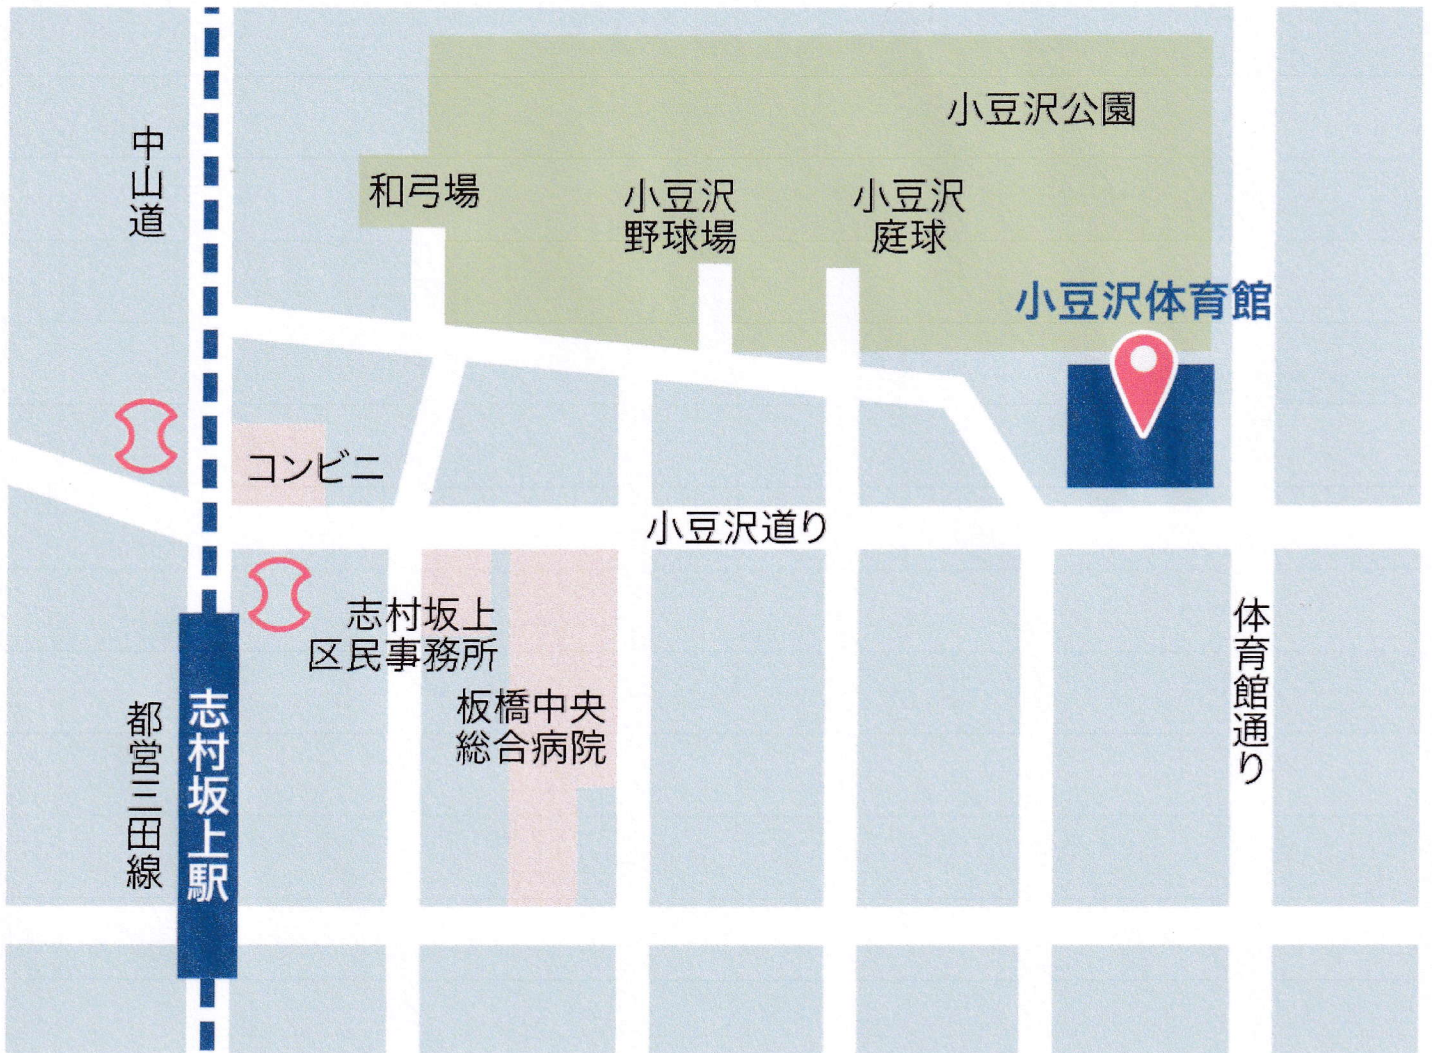 小豆沢公園
中山道
和弓場
小豆沢
野球場
小豆沢
庭球
小豆沢体育館
コンビニ
小豆沢道り
志村坂上
区民事務所
体育館通り
板橋中央
総合病院
志村坂上駅
都営三田線